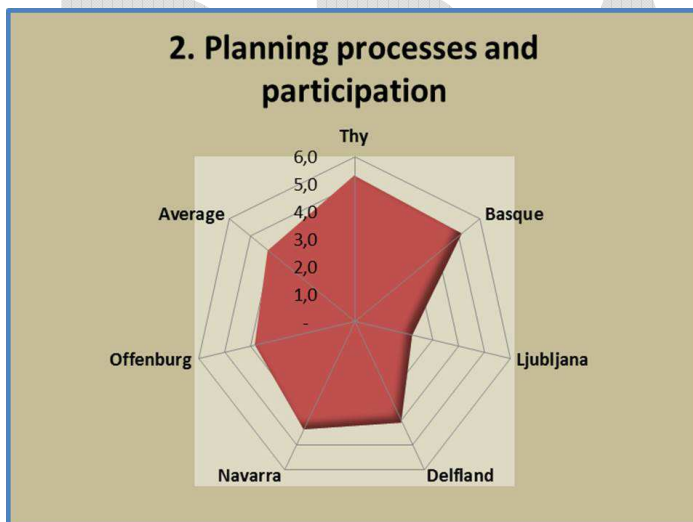 2. Planning processes and
participation
Thy
6,0
5,0
Average
Basque
4,0
3,0
2,0
1,0
-
Offenburg
Ljubljana
Navarra
Delfland